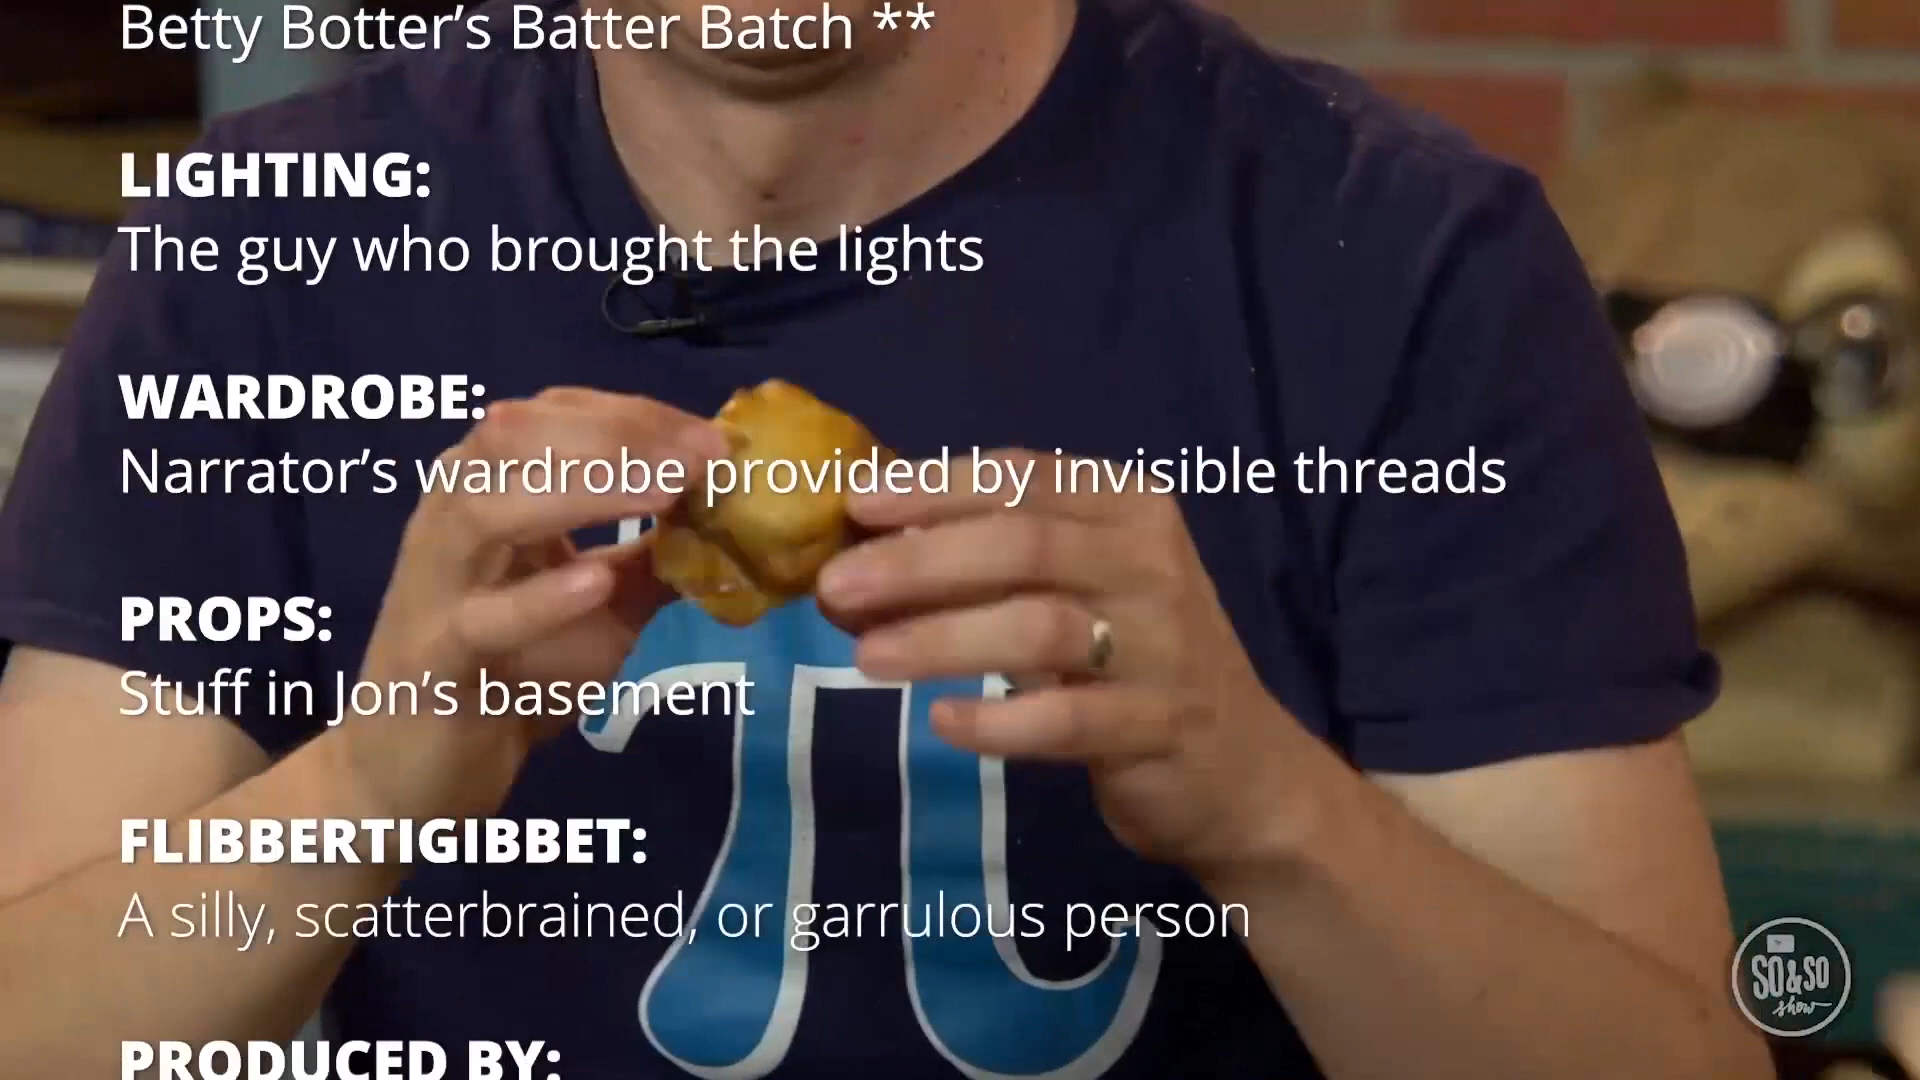 Betty Botter’s Batter Batch **
LIGHTING:
The guy who brought the lights
WARDROBE:
Narrator’s wardrobe provided by invisible threads
PROPS:
Stuff in Jon’s basement
FLIBBERTIGIBBET:
A silly, scatterbrained, or garrulous person
PRODUCED BY:
π
SO&SO
show